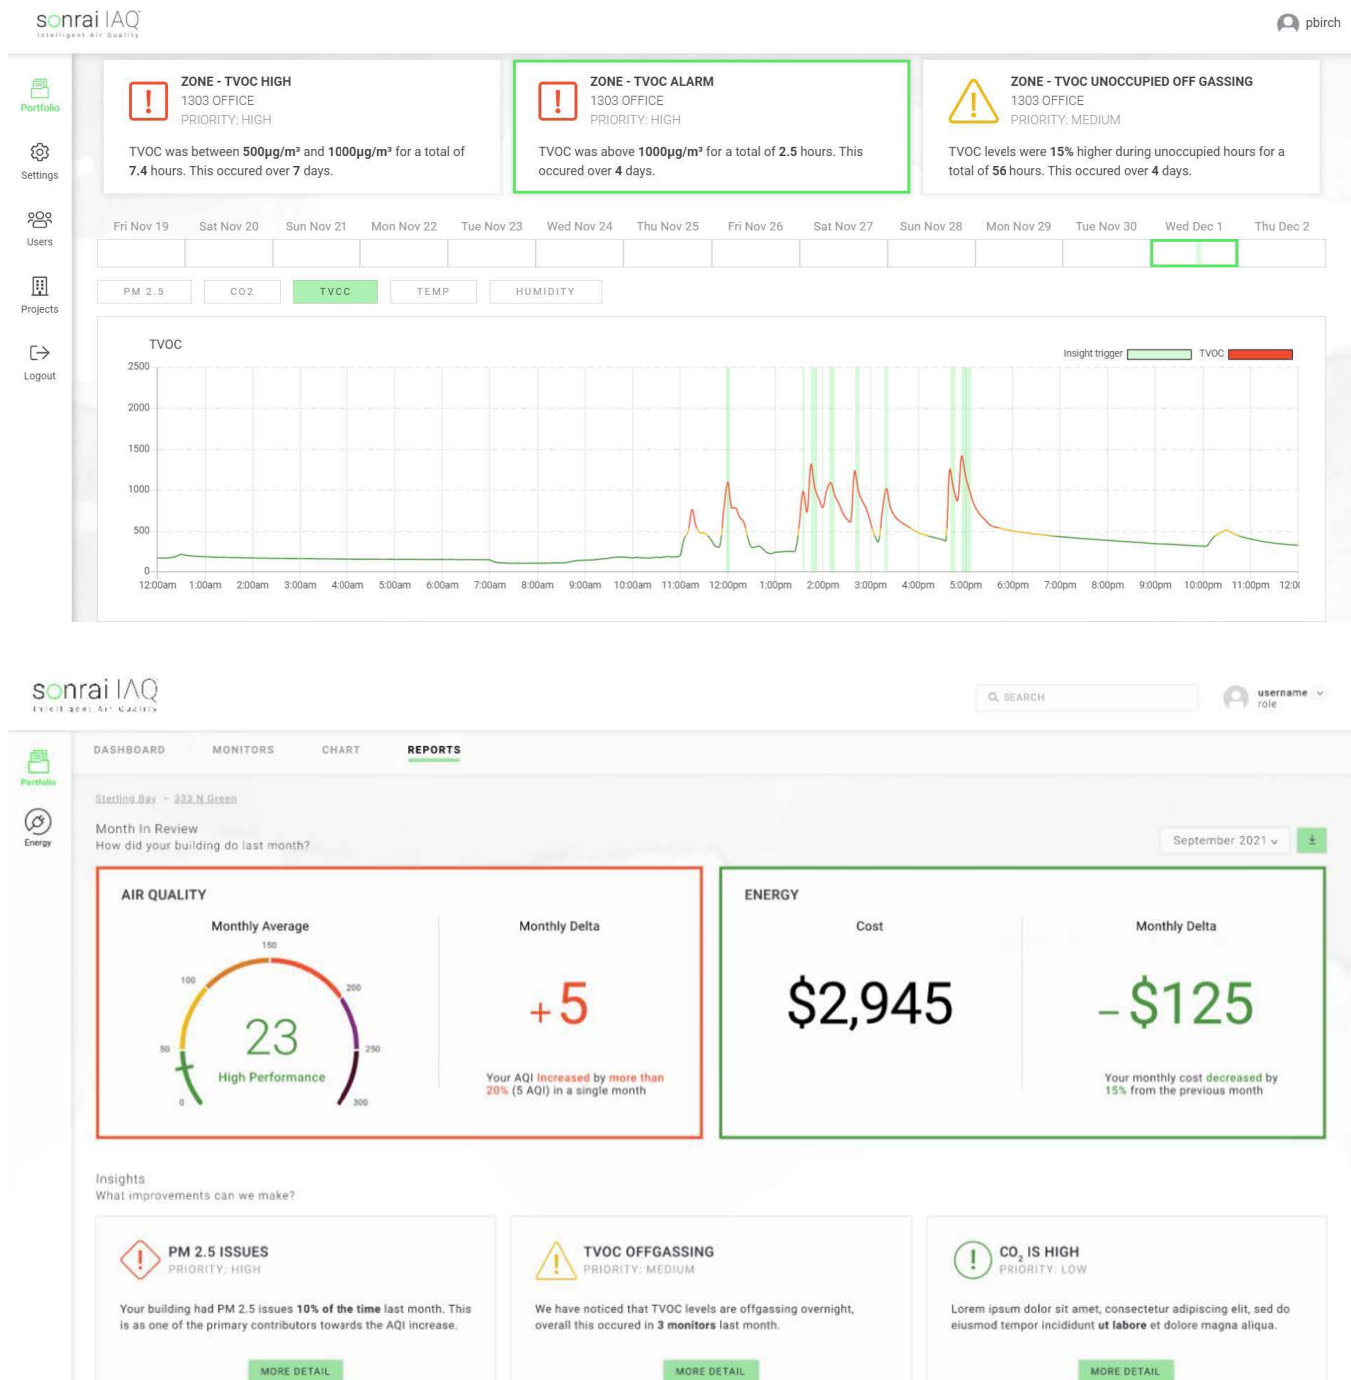 sonrai IAQ
Intelligent Air Quality
pbirch
Portfolio
Settings
Users
Projects
Logout
ZONE - TVOC HIGH
1303 OFFICE
PRIORITY: HIGH
TVOC was between 500µg/m³ and 1000µg/m³ for a total of
7.4 hours. This occured over 7 days.
ZONE - TVOC ALARM
1303 OFFICE
PRIORITY: HIGH
TVOC was above 1000µg/m³ for a total of 2.5 hours. This
occured over 4 days.
ZONE - TVOC UNOCCUPIED OFF GASSING
1303 OFFICE
PRIORITY: MEDIUM
TVOC levels were 15% higher during unoccupied hours for a
total of 56 hours. This occured over 4 days.
Fri Nov 19 Sat Nov 20 Sun Nov 21 Mon Nov 22 Tue Nov 23 Wed Nov 24 Thu Nov 25 Fri Nov 26 Sat Nov 27 Sun Nov 28 Mon Nov 29 Tue Nov 30 Wed Dec 1 Thu Dec 2
PM 2.5 CO2 TVCC TEMP HUMIDITY
TVOC
Insight trigger TVOC
2500
2000
1500
1000
500
0
12:00am 1:00am 2:00am 3:00am 4:00am 5:00am 6:00am 7:00am 8:00am 9:00am 10:00am 11:00am 12:00pm 1:00pm 2:00pm 3:00pm 4:00pm 5:00pm 6:00pm 7:00pm 8:00pm 9:00pm 10:00pm 11:00pm 12:0
sonrai IAQ
Intelligent Air Quality
SEARCH
username
role
Portfolio
Energy
DASHBOARD MONITORS CHART REPORTS
Sterling Bay > 333 N Green
Month In Review
How did your building do last month?
September 2021
AIR QUALITY
Monthly Average
0
50
100
150
200
250
300
23
High Performance
Monthly Delta
+5
Your AQI Increased by more than
20% (5 AQI) in a single month
ENERGY
Cost
$2,945
Monthly Delta
–$125
Your monthly cost decreased by
15% from the previous month
Insights
What improvements can we make?
PM 2.5 ISSUES
PRIORITY: HIGH
Your building had PM 2.5 issues 10% of the time last month. This
is as one of the primary contributors towards the AQI increase.
MORE DETAIL
TVOC OFFGASSING
PRIORITY: MEDIUM
We have noticed that TVOC levels are offgassing overnight,
overall this occured in 3 monitors last month.
MORE DETAIL
CO₂ IS HIGH
PRIORITY: LOW
Lorem ipsum dolor sit amet, consectetur adipiscing elit, sed do
eiusmod tempor incididunt ut labore et dolore magna aliqua.
MORE DETAIL